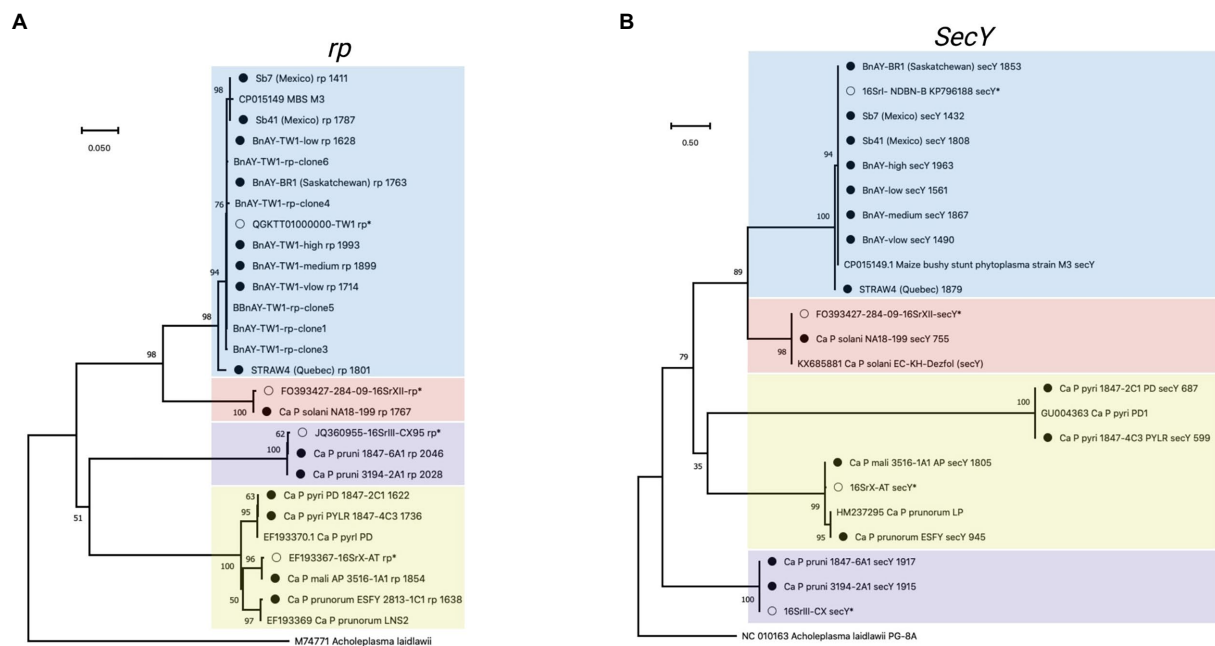 A
rp
98
Sb7 (Mexico) rp 1411
CP015149 MBS M3
Sb41 (Mexico) rp 1787
BnAY-TW1-low rp 1628
BnAY-TW1-rp-clone6
BnAY-BR1 (Saskatchewan) rp 1763
76
BnAY-TW1-rp-clone4
QGKTT01000000-TW1 rp*
BnAY-TW1-high rp 1993
BnAY-TW1-medium rp 1899
94
BnAY-TW1-vlow rp 1714
BBnAY-TW1-rp-clone5
98
BnAY-TW1-rp-clone1
BnAY-TW1-rp-clone3
98
STRAW4 (Quebec) rp 1801
FO393427-284-09-16SrXII-rp*
100
Ca P solani NA18-199 rp 1767
62
JQ360955-16SrIII-CX95 rp*
100
Ca P pruni 1847-6A1 rp 2046
Ca P pruni 3194-2A1 rp 2028
63
Ca P pyri PD 1847-2C1 1622
95
Ca P pyri PYLR 1847-4C3 1736
51
EF193370.1 Ca P pyrI PD
96
EF193367-16SrX-AT rp*
100
Ca P mali AP 3516-1A1 rp 1854
50
Ca P prunorum ESFY 2813-1C1 rp 1638
97
EF193369 Ca P prunorum LNS2
M74771 Acholeplasma laidlawii
0.050
B
SecY
BnAY-BR1 (Saskatchewan) secY 1853
16SrI- NDBN-B KP796188 secY*
Sb7 (Mexico) secY 1432
Sb41 (Mexico) secY 1808
94
BnAY-high secY 1963
BnAY-low secY 1561
100
BnAY-medium secY 1867
BnAY-vlow secY 1490
CP015149.1 Maize bushy stunt phytoplasma strain M3 secY
89
STRAW4 (Quebec) 1879
FO393427-284-09-16SrXII-secY*
Ca P solani NA18-199 secY 755
98
KX685881 Ca P solani EC-KH-Dezfol (secY)
79
Ca P pyri 1847-2C1 PD secY 687
100
GU004363 Ca P pyri PD1
Ca P pyri 1847-4C3 PYLR secY 599
35
Ca P mali 3516-1A1 AP secY 1805
16SrX-AT secY*
99
HM237295 Ca P prunorum LP
95
Ca P prunorum ESFY secY 945
Ca P pruni 1847-6A1 secY 1917
Ca P pruni 3194-2A1 secY 1915
100
16SrIII-CX secY*
NC 010163 Acholeplasma laidlawii PG-8A
0.50